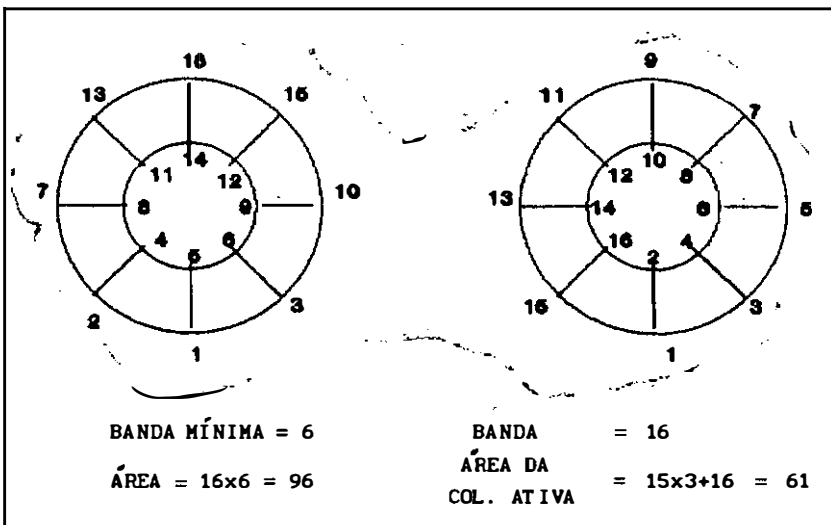 16
13 15
14
11 12
7 8 9 10
4 6
5
2 3
1
9
11 7
10
12 8
13 14 6 5
16 4
2
15 3
1
BANDA MÍNIMA = 6
ÁREA = 16x6 = 96
BANDA = 16
ÁREA DA
COL. ATIVA = 15x3+16 = 61